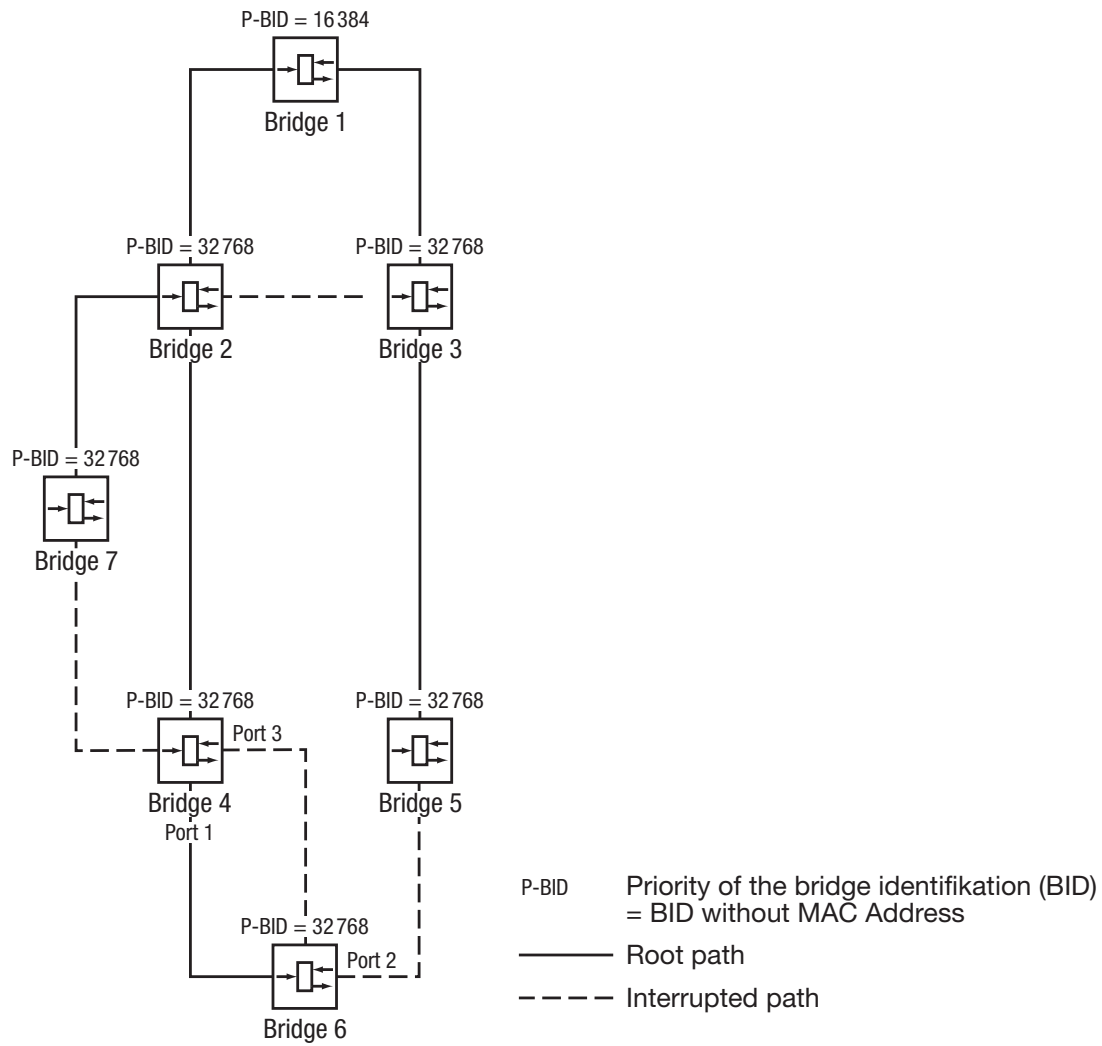 P-BID = 16 384
Bridge 1
P-BID = 32 768
P-BID = 32 768
Bridge 2
Bridge 3
P-BID = 32 768
Bridge 7
P-BID = 32 768
P-BID = 32 768
Port 3
Bridge 4
Bridge 5
Port 1
P-BID = 32 768
Port 2
Bridge 6
P-BID Priority of the bridge identifikation (BID)
= BID without MAC Address
Root path
Interrupted path